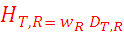 H_{T,R} = w_R D_{T,R}